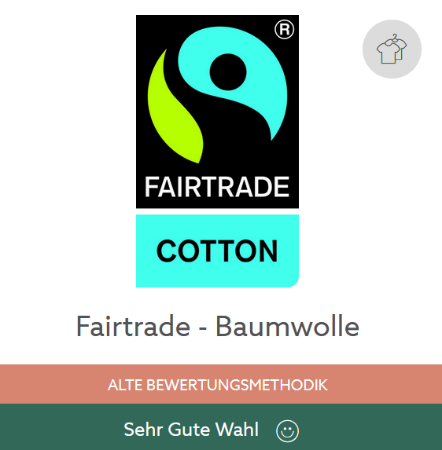 ®
FAIRTRADE
COTTON
Fairtrade - Baumwolle
ALTE BEWERTUNGSMETHODIK
Sehr Gute Wahl